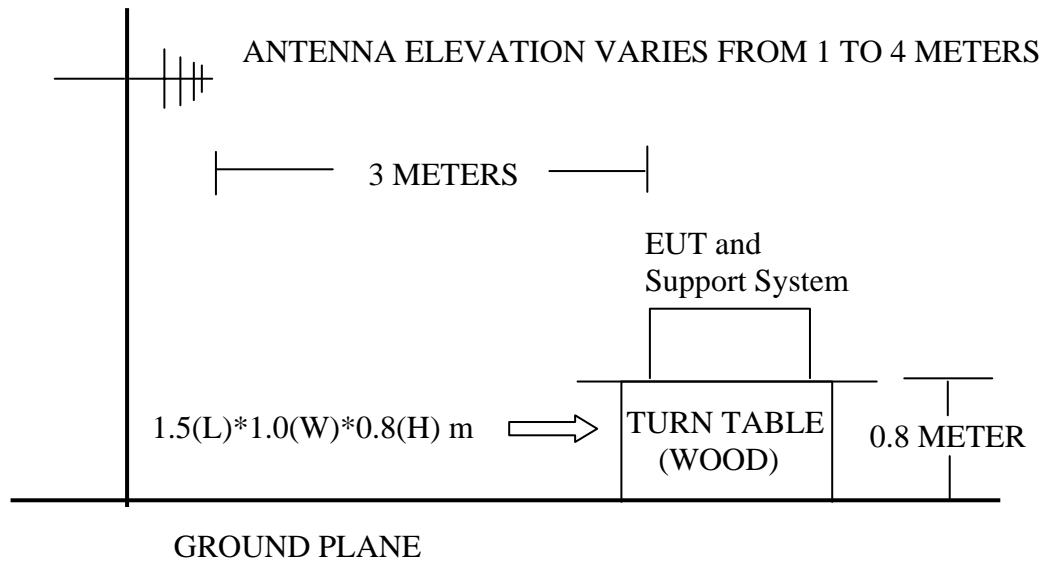 ANTENNA ELEVATION VARIES FROM 1 TO 4 METERS
3 METERS
EUT and
Support System
1.5(L)*1.0(W)*0.8(H) m
TURN TABLE
(WOOD)
0.8 METER
GROUND PLANE